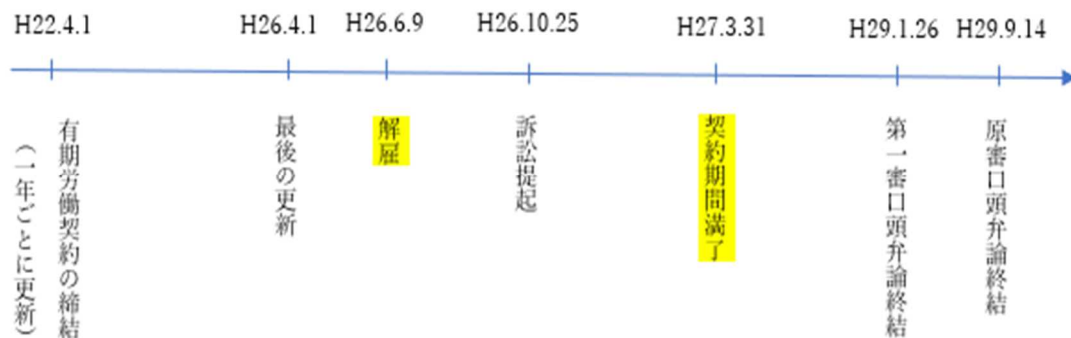 H22.4.1
H26.4.1
H26.6.9
H26.10.25
H27.3.31
H29.1.26
H29.9.14
有期労働契約の締結
（一年ごとに更新）
最後の更新
解雇
訴訟提起
契約期間満了
第一審口頭弁論終結
原審口頭弁論終結